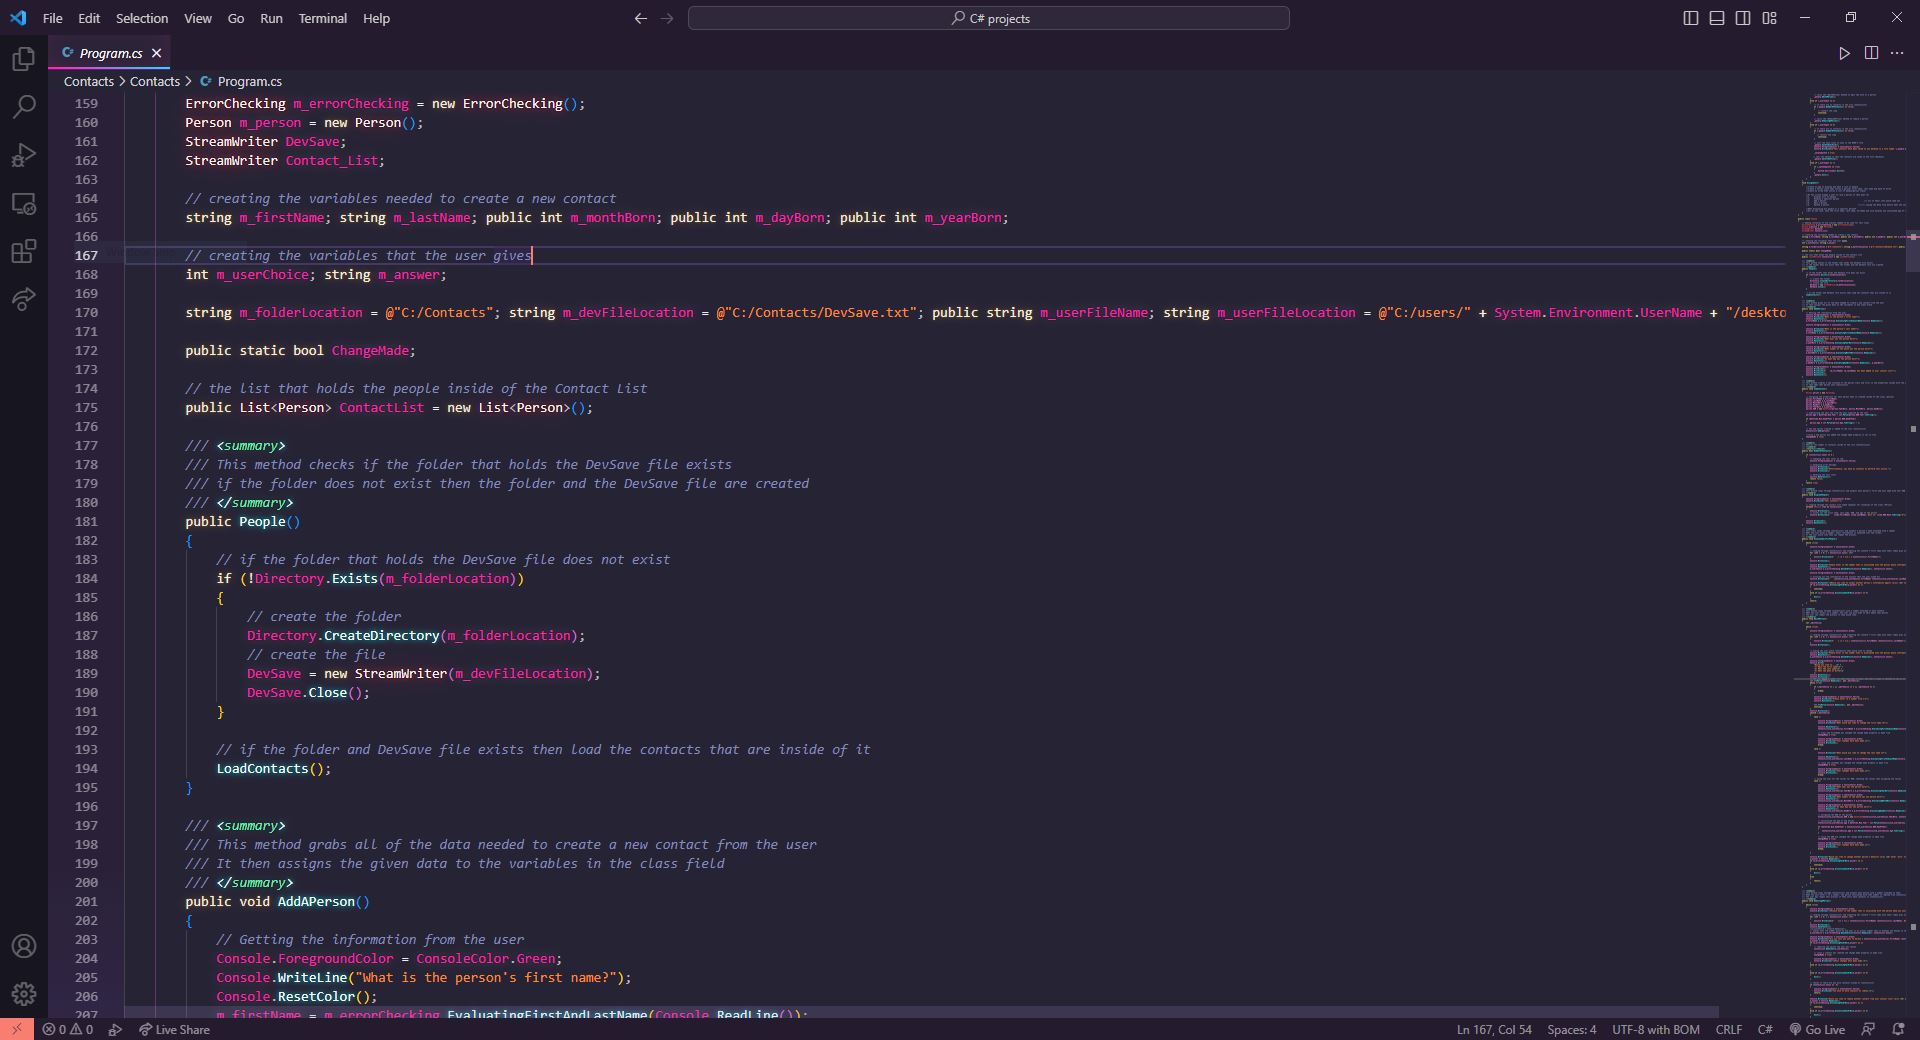 File Edit Selection View Go Run Terminal Help
C# projects
Program.cs
Contacts > Contacts > Program.cs
159 ErrorChecking m_errorChecking = new ErrorChecking();
160 Person m_person = new Person();
161 StreamWriter DevSave;
162 StreamWriter Contact_List;
163
164 // creating the variables needed to create a new contact
165 string m_firstName; string m_lastName; public int m_monthBorn; public int m_dayBorn; public int m_yearBorn;
166
167 // creating the variables that the user gives
168 int m_userChoice; string m_answer;
169
170 string m_folderLocation = @"C:/Contacts"; string m_devFileLocation = @"C:/Contacts/DevSave.txt"; public string m_userFileName; string m_userFileLocation = @"C:/users/" + System.Environment.UserName + "/deskto
171
172 public static bool ChangeMade;
173
174 // the list that holds the people inside of the Contact List
175 public List<Person> ContactList = new List<Person>();
176
177 /// <summary>
178 /// This method checks if the folder that holds the DevSave file exists
179 /// if the folder does not exist then the folder and the DevSave file are created
180 /// </summary>
181 public People()
182 {
183 // if the folder that holds the DevSave file does not exist
184 if (!Directory.Exists(m_folderLocation))
185 {
186 // create the folder
187 Directory.CreateDirectory(m_folderLocation);
188 // create the file
189 DevSave = new StreamWriter(m_devFileLocation);
190 DevSave.Close();
191 }
192
193 // if the folder and DevSave file exists then load the contacts that are inside of it
194 LoadContacts();
195 }
196
197 /// <summary>
198 /// This method grabs all of the data needed to create a new contact from the user
199 /// It then assigns the given data to the variables in the class field
200 /// </summary>
201 public void AddAPerson()
202 {
203 // Getting the information from the user
204 Console.ForegroundColor = ConsoleColor.Green;
205 Console.WriteLine("What is the person's first name?");
206 Console.ResetColor();
207 m_firstName = m_errorChecking.EvaluatingFirstAndLastName(Console.ReadLine());
0 0 Live Share Ln 167, Col 54 Spaces: 4 UTF-8 with BOM CRLF C# Go Live